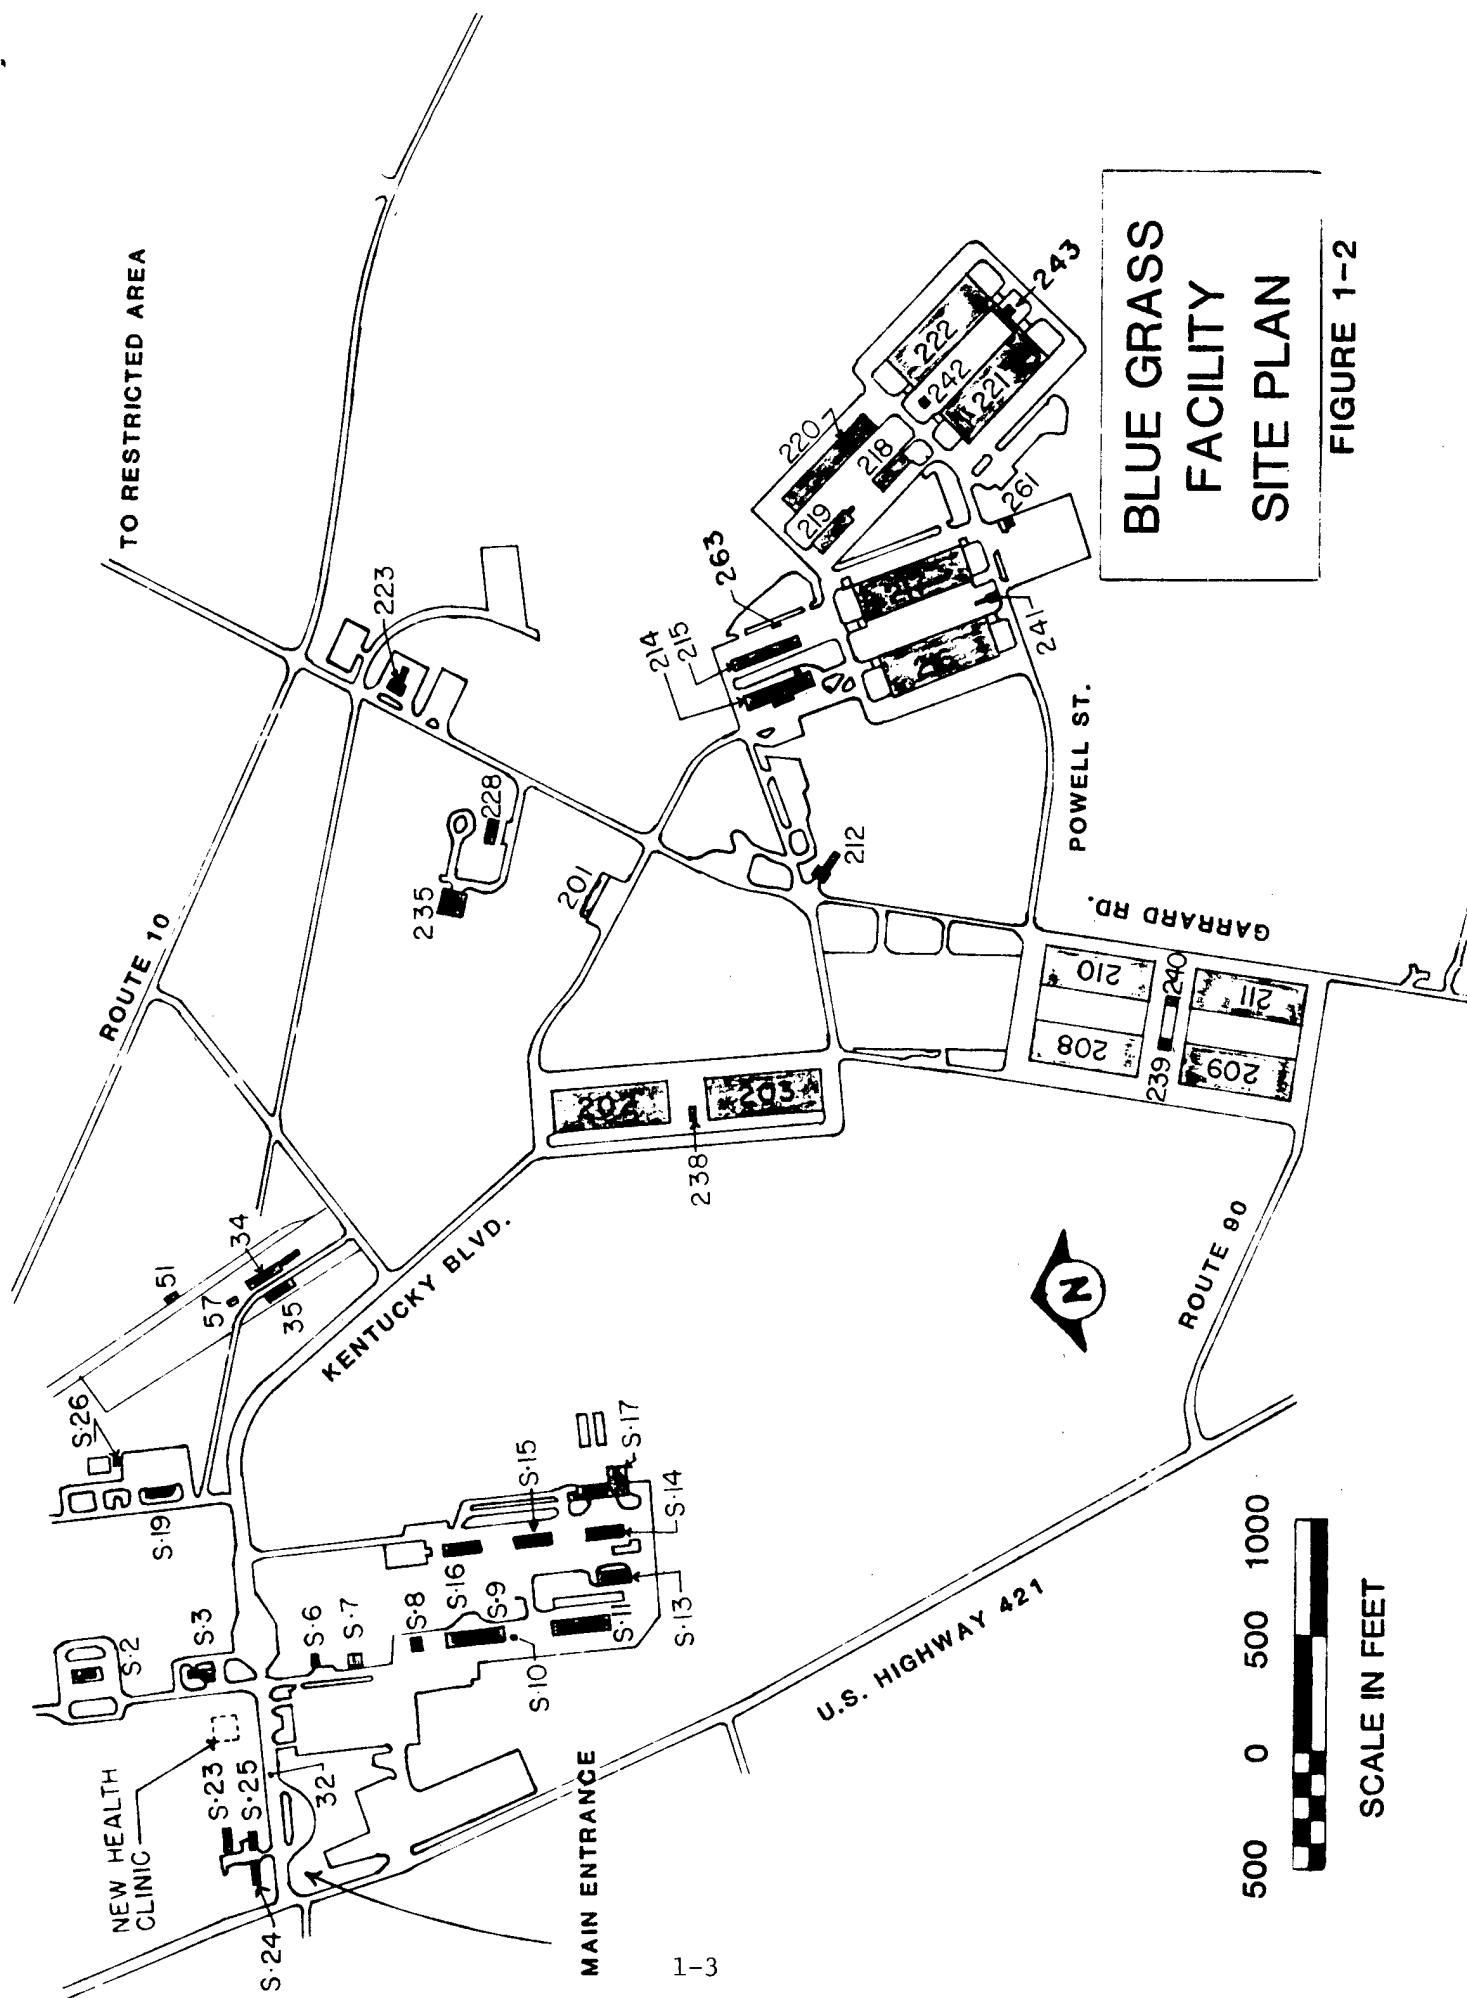 TO RESTRICTED AREA
ROUTE 10
223
228
235
201
263
214
215
220
219
218
222
242
221
243
261
241
216
212
POWELL ST.
GARRARD RD.
210
208
240
239
211
209
202
203
238
34
51
57
35
KENTUCKY BLVD.
ROUTE 90
N
S-26
S-19
S-2
S-3
S-6
S-7
S-8
S-16
S-9
S-15
S-17
S-14
S-13
S-11
S-10
NEW HEALTH
CLINIC
S-23
S-25
S-24
32
MAIN ENTRANCE
U.S. HIGHWAY 421
500 0 500 1000
SCALE IN FEET
BLUE GRASS
FACILITY
SITE PLAN
FIGURE 1-2
1-3